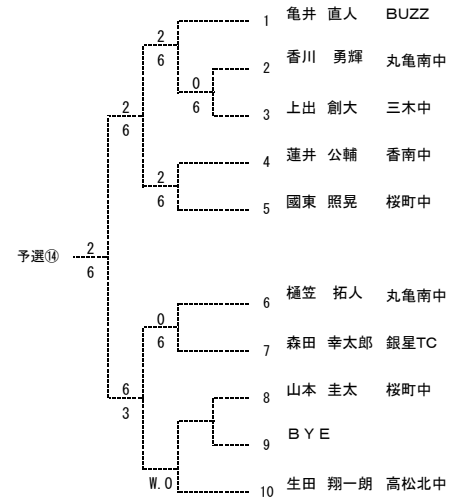 1 亀井 直人 BUZZ
2
6
2 香川 勇輝 丸亀南中
0
6
3 上出 創大 三木中
2
6
4 蓮井 公輔 香南中
2
6
5 國東 照晃 桜町中
予選⑭
2
6
6 樋笠 拓人 丸亀南中
0
6
7 森田 幸太郎 銀星TC
6
3
8 山本 圭太 桜町中
9 BYE
W.O
10 生田 翔一朗 高松北中